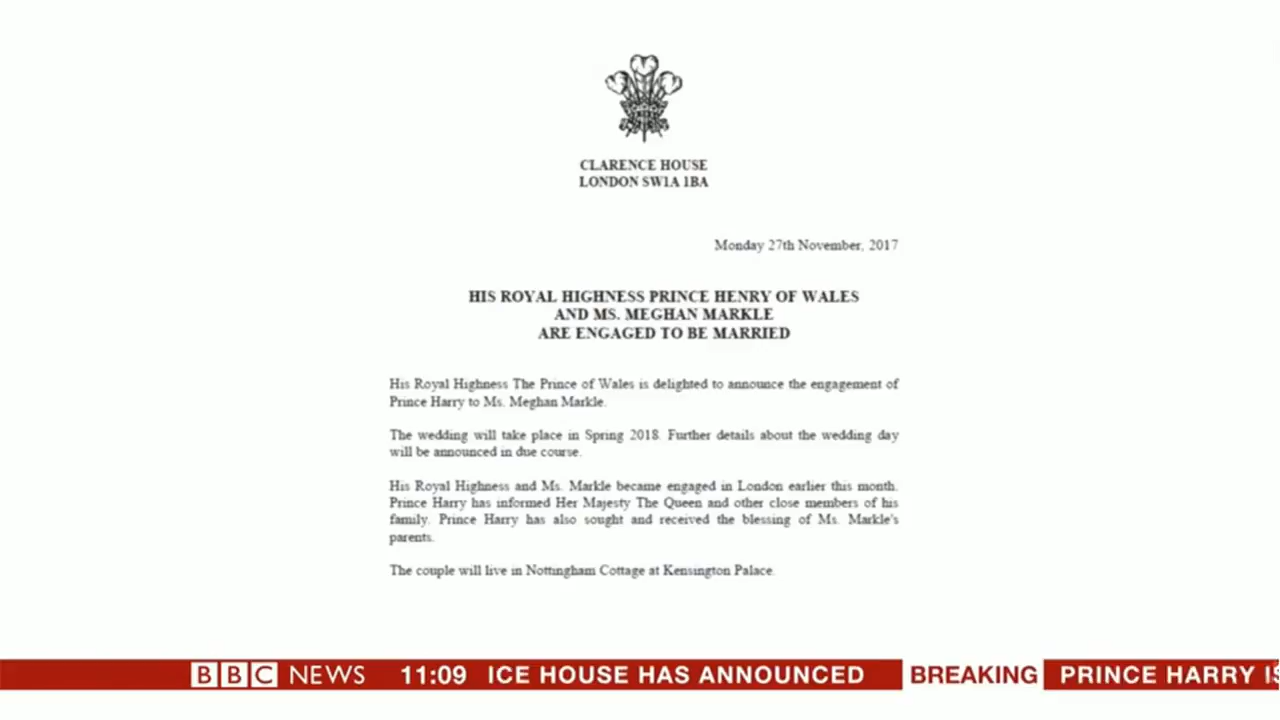 CLARENCE HOUSE
LONDON SW1A 1BA
Monday 27th November, 2017
HIS ROYAL HIGHNESS PRINCE HENRY OF WALES
AND MS. MEGHAN MARKLE
ARE ENGAGED TO BE MARRIED
His Royal Highness The Prince of Wales is delighted to announce the engagement of
Prince Harry to Ms. Meghan Markle.
The wedding will take place in Spring 2018. Further details about the wedding day
will be announced in due course.
His Royal Highness and Ms. Markle became engaged in London earlier this month.
Prince Harry has informed Her Majesty The Queen and other close members of his
family. Prince Harry has also sought and received the blessing of Ms. Markle's
parents.
The couple will live in Nottingham Cottage at Kensington Palace.
BBC NEWS 11:09 ICE HOUSE HAS ANNOUNCED BREAKING PRINCE HARRY IS